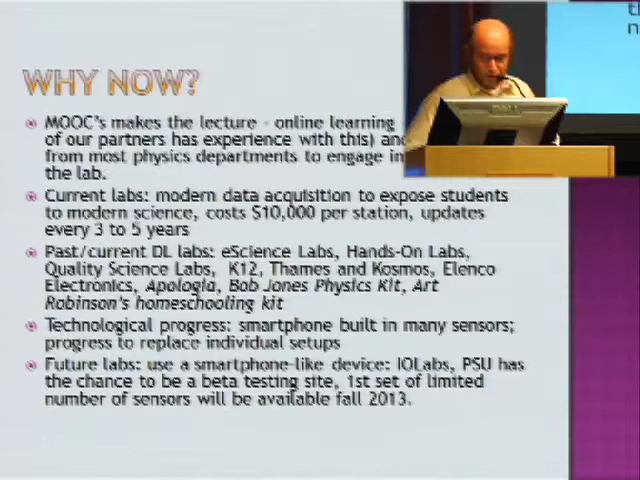 WHY NOW?
MOOC's makes the lecture - online learning
of our partners has experience with this) and
from most physics departments to engage in
the lab.
Current labs: modern data acquisition to expose students
to modern science, costs $10,000 per station, updates
every 3 to 5 years
Past/current DL labs: eScience Labs, Hands-On Labs,
Quality Science Labs, K12, Thames and Kosmos, Elenco
Electronics, Apologia, Bob Jones Physics Kit, Art
Robinson's homeschooling kit
Technological progress: smartphone built in many sensors;
progress to replace individual setups
Future labs: use a smartphone-like device: IOLabs, PSU has
the chance to be a beta testing site, 1st set of limited
number of sensors will be available fall 2013.
DELL